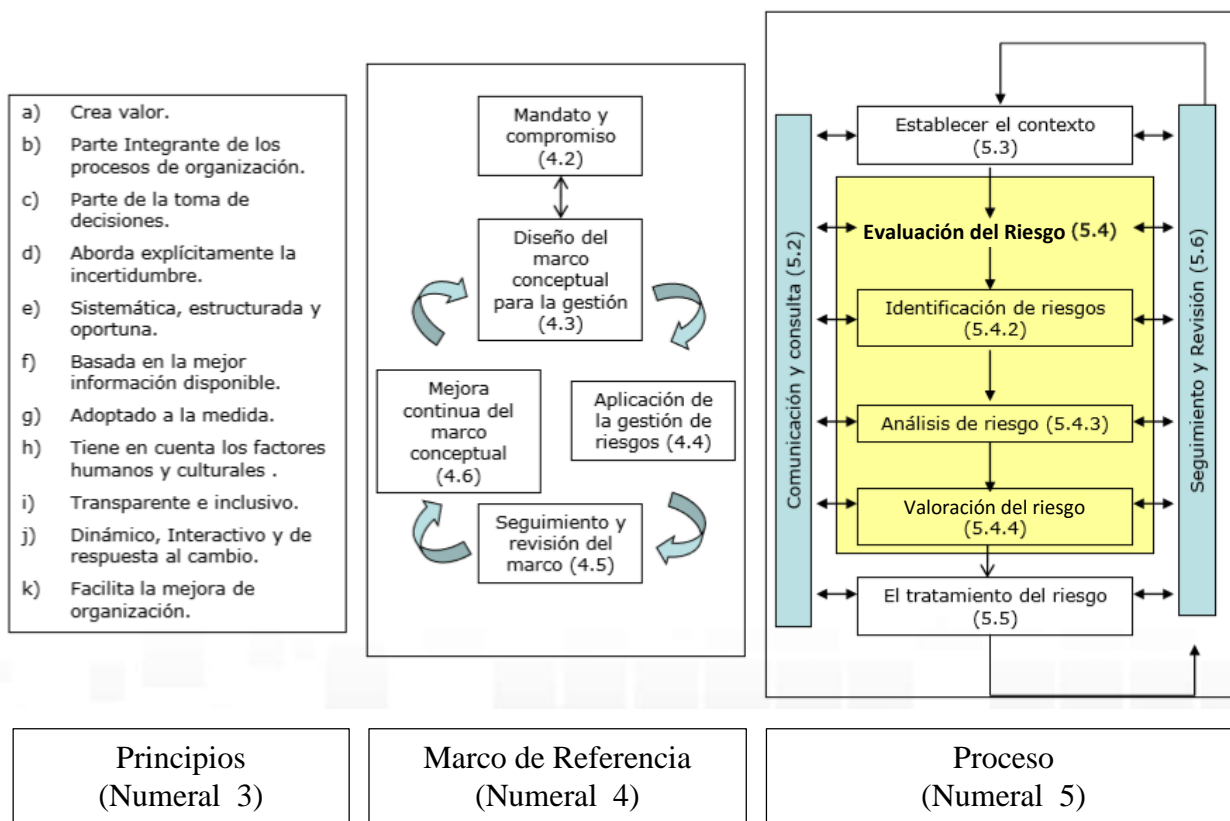 a) Crea valor.
b) Parte Integrante de los
procesos de organización.
c) Parte de la toma de
decisiones.
d) Aborda explícitamente la
incertidumbre.
e) Sistemática, estructurada y
oportuna.
f) Basada en la mejor
información disponible.
g) Adoptado a la medida.
h) Tiene en cuenta los factores
humanos y culturales .
i) Transparente e inclusivo.
j) Dinámico, Interactivo y de
respuesta al cambio.
k) Facilita la mejora de
organización.
Mandato y
compromiso
(4.2)
Diseño del
marco
conceptual
para la gestión
(4.3)
Mejora
continua del
marco
conceptual
(4.6)
Aplicación de
la gestión de
riesgos (4.4)
Seguimiento y
revisión del
marco (4.5)
Comunicación y consulta (5.2)
Establecer el contexto
(5.3)
Evaluación del Riesgo (5.4)
Identificación de riesgos
(5.4.2)
Análisis de riesgo (5.4.3)
Valoración del riesgo
(5.4.4)
El tratamiento del riesgo
(5.5)
Seguimiento y Revisión (5.6)
Principios
(Numeral 3)
Marco de Referencia
(Numeral 4)
Proceso
(Numeral 5)